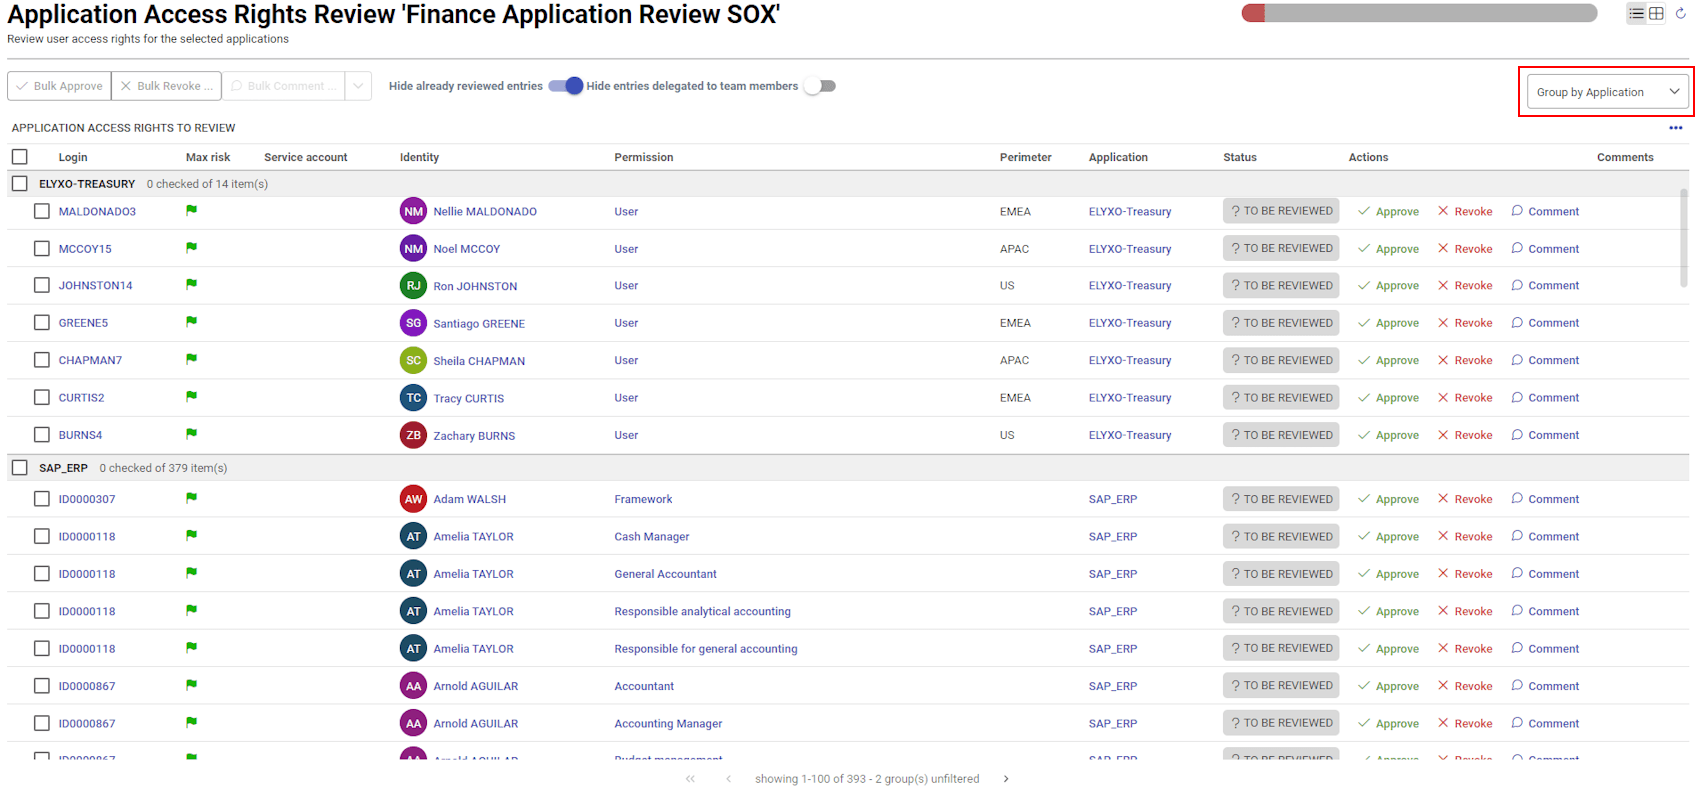 Application Access Rights Review 'Finance Application Review SOX'
Review user access rights for the selected applications
Bulk Approve Bulk Revoke ... Bulk Comment ... Hide already reviewed entries Hide entries delegated to team members Group by Application
APPLICATION ACCESS RIGHTS TO REVIEW
Login Max risk Service account Identity Permission Perimeter Application Status Actions Comments
ELYXO-TREASURY 0 checked of 14 item(s)
MALDONADO3 NM Nellie MALDONADO User EMEA ELYXO-Treasury ? TO BE REVIEWED Approve Revoke Comment
MCCOY15 NM Noel MCCOY User APAC ELYXO-Treasury ? TO BE REVIEWED Approve Revoke Comment
JOHNSTON14 RJ Ron JOHNSTON User US ELYXO-Treasury ? TO BE REVIEWED Approve Revoke Comment
GREENE5 SG Santiago GREENE User EMEA ELYXO-Treasury ? TO BE REVIEWED Approve Revoke Comment
CHAPMAN7 SC Sheila CHAPMAN User APAC ELYXO-Treasury ? TO BE REVIEWED Approve Revoke Comment
CURTIS2 TC Tracy CURTIS User EMEA ELYXO-Treasury ? TO BE REVIEWED Approve Revoke Comment
BURNS4 ZB Zachary BURNS User US ELYXO-Treasury ? TO BE REVIEWED Approve Revoke Comment
SAP_ERP 0 checked of 379 item(s)
ID0000307 AW Adam WALSH Framework SAP_ERP ? TO BE REVIEWED Approve Revoke Comment
ID0000118 AT Amelia TAYLOR Cash Manager SAP_ERP ? TO BE REVIEWED Approve Revoke Comment
ID0000118 AT Amelia TAYLOR General Accountant SAP_ERP ? TO BE REVIEWED Approve Revoke Comment
ID0000118 AT Amelia TAYLOR Responsible analytical accounting SAP_ERP ? TO BE REVIEWED Approve Revoke Comment
ID0000118 AT Amelia TAYLOR Responsible for general accounting SAP_ERP ? TO BE REVIEWED Approve Revoke Comment
ID0000867 AA Arnold AGUILAR Accountant SAP_ERP ? TO BE REVIEWED Approve Revoke Comment
ID0000867 AA Arnold AGUILAR Accounting Manager SAP_ERP ? TO BE REVIEWED Approve Revoke Comment
ID0000867 AA Arnold AGUILAR Budget management SAP_ERP ? TO BE REVIEWED Approve Revoke Comment
showing 1-100 of 393 - 2 group(s) unfiltered